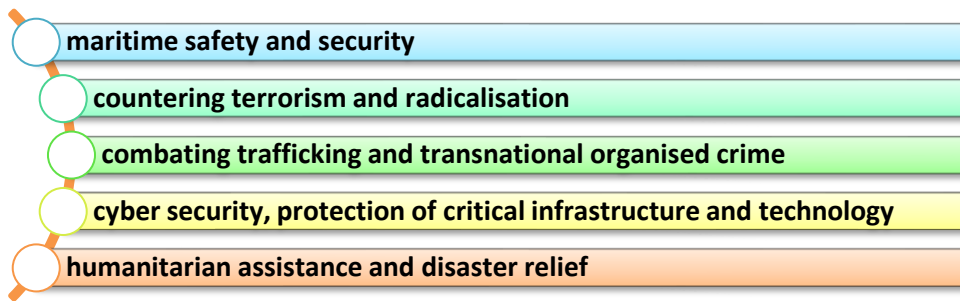 maritime safety and security
countering terrorism and radicalisation
combating trafficking and transnational organised crime
cyber security, protection of critical infrastructure and technology
humanitarian assistance and disaster relief